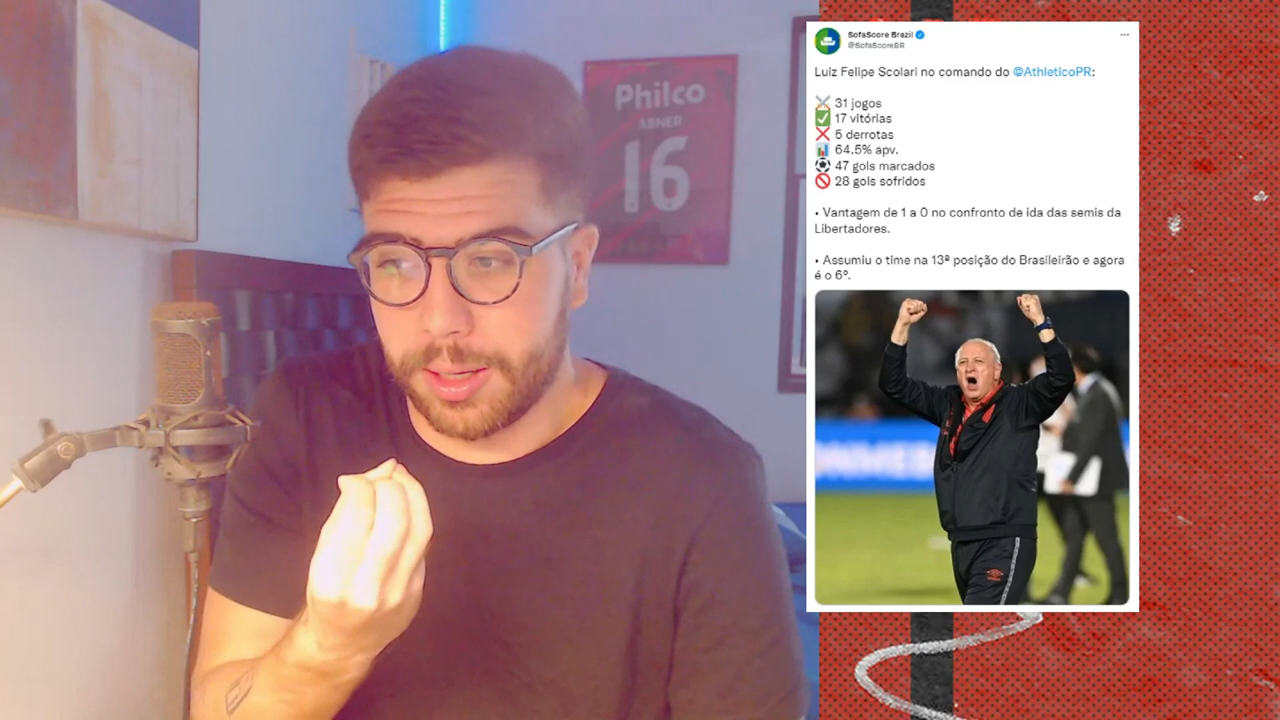 Philco
ABNER
16
SofaScore Brazil
@SofaScoreBR
Luiz Felipe Scolari no comando do @AthleticoPR:
31 jogos
17 vitórias
5 derrotas
64.5% apv.
47 gols marcados
28 gols sofridos
• Vantagem de 1 a 0 no confronto de ida das semis da
Libertadores.
• Assumiu o time na 13ª posição do Brasileirão e agora
é o 6º.